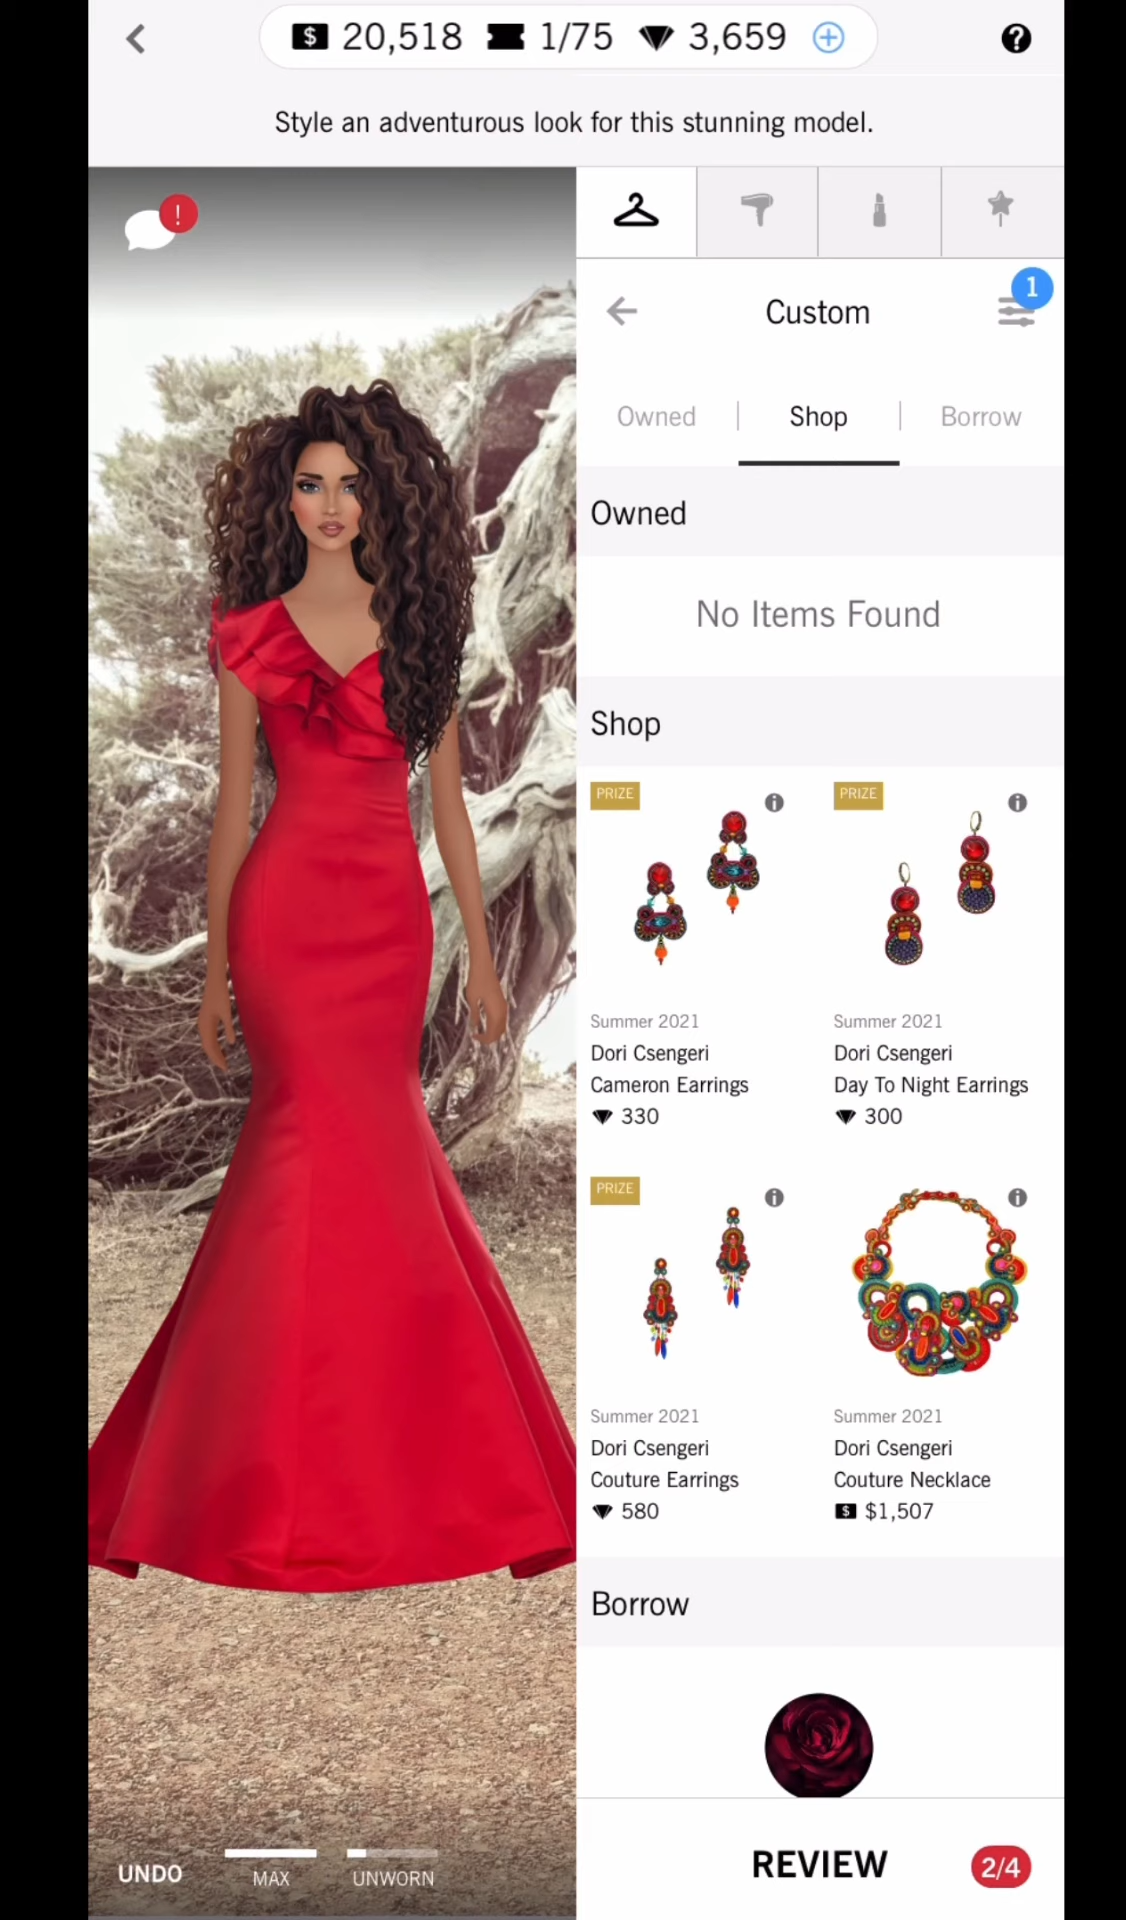 $ 20,518 1/75 3,659
?
Style an adventurous look for this stunning model.
!
1
Custom
Owned
Shop
Borrow
Owned
No Items Found
Shop
PRIZE
i
Summer 2021
Dori Csengeri
Cameron Earrings
330
PRIZE
i
Summer 2021
Dori Csengeri
Day To Night Earrings
300
PRIZE
i
Summer 2021
Dori Csengeri
Couture Earrings
580
i
Summer 2021
Dori Csengeri
Couture Necklace
$ $1,507
Borrow
UNDO
MAX
UNWORN
REVIEW
2/4